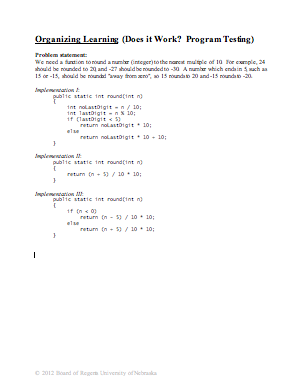 Organizing Learning (Does it Work?  Program Testing)
Problem statement:
We need a function to round a number (integer) to the nearest multiple of 10. For example, 24
should be rounded to 20, and -27 should be rounded to -30. A number which ends in 5, such as
15 or -15, should be rounded "away from zero", so 15 rounds to 20 and -15 rounds to -20.
Implementation I:
public static int round(int n)
{
int noLastDigit = n / 10;
int lastDigit = n % 10;
if (lastDigit < 5)
return noLastDigit * 10;
else
return noLastDigit * 10 + 10;
}
Implementation II:
public static int round(int n)
{
return (n + 5) / 10 * 10;
}
Implementation III:
public static int round(int n)
{
if (n < 0)
return (n - 5) / 10 * 10;
else
return (n + 5) / 10 * 10;
}
© 2012 Board of Regents University of Nebraska